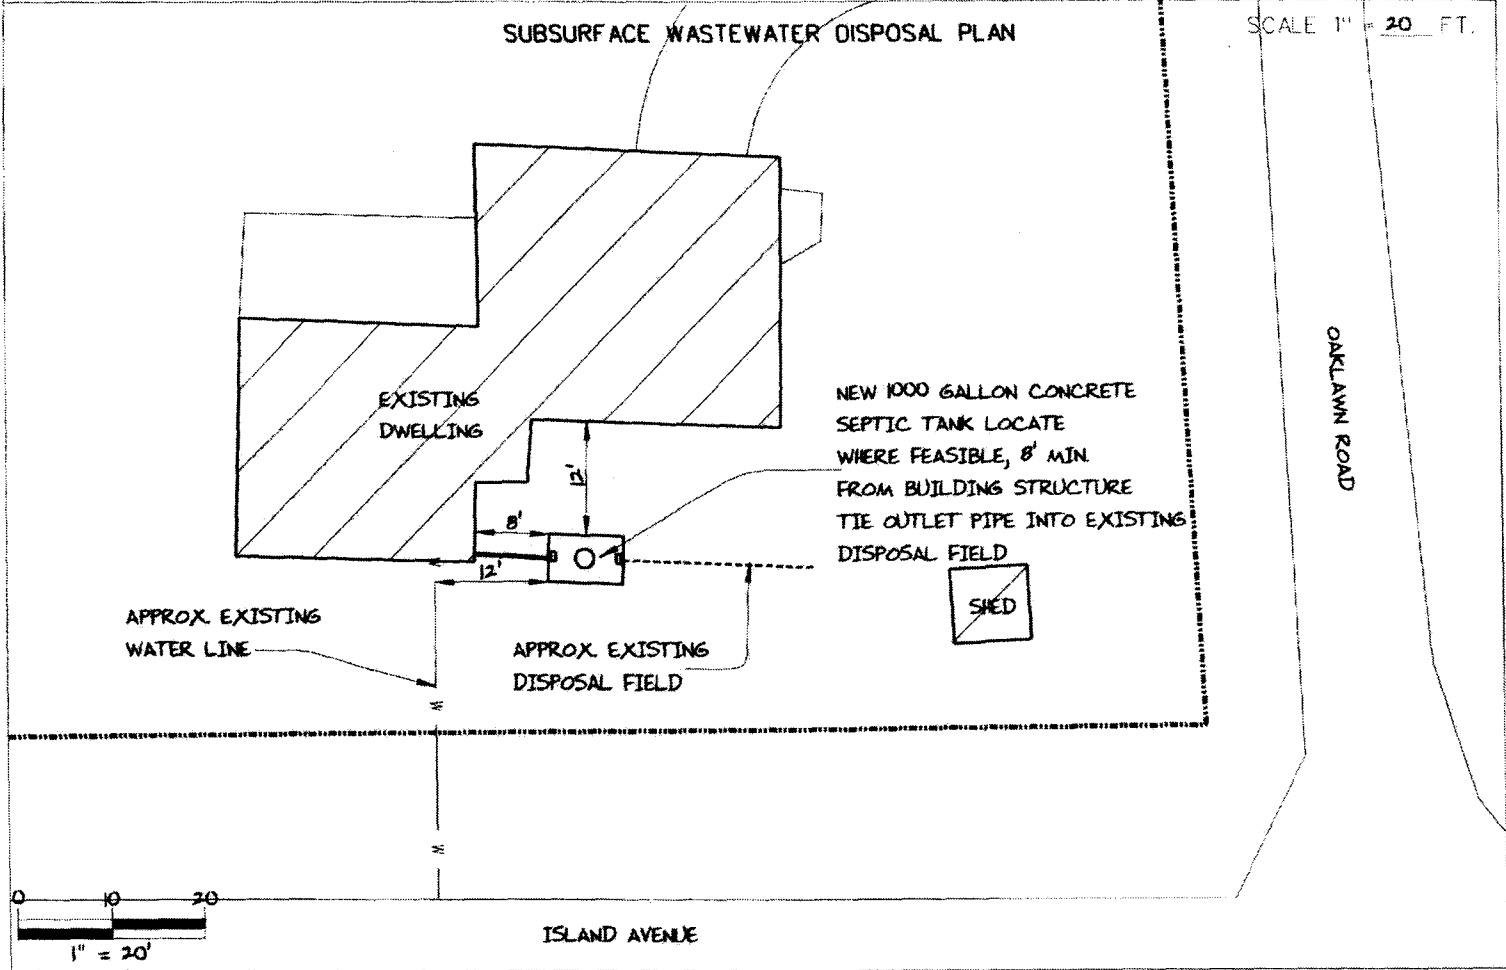 SUBSURFACE WASTEWATER DISPOSAL PLAN
SCALE 1" = 20 FT.
EXISTING
DWELLING
NEW 1000 GALLON CONCRETE
SEPTIC TANK LOCATE
WHERE FEASIBLE, 8' MIN.
FROM BUILDING STRUCTURE
TIE OUTLET PIPE INTO EXISTING
DISPOSAL FIELD
OAKLAWN ROAD
12'
8'
12'
SHED
APPROX. EXISTING
WATER LINE
APPROX. EXISTING
DISPOSAL FIELD
W
W
0 10 20
1" = 20'
ISLAND AVENUE